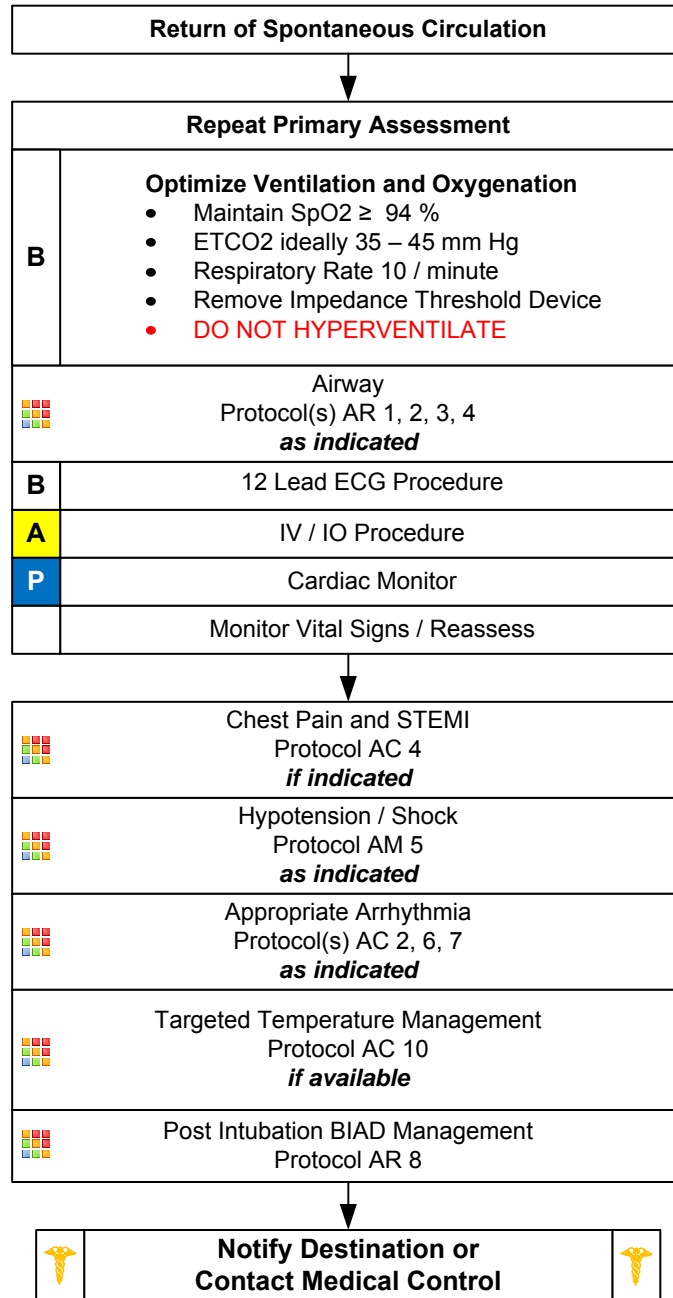 Return of Spontaneous Circulation
Repeat Primary Assessment
B
Optimize Ventilation and Oxygenation
• Maintain SpO2 ≥ 94 %
• ETCO2 ideally 35 – 45 mm Hg
• Respiratory Rate 10 / minute
• Remove Impedance Threshold Device
• DO NOT HYPERVENTILATE
Airway
Protocol(s) AR 1, 2, 3, 4
as indicated
B 12 Lead ECG Procedure
A IV / IO Procedure
P Cardiac Monitor
Monitor Vital Signs / Reassess
Chest Pain and STEMI
Protocol AC 4
if indicated
Hypotension / Shock
Protocol AM 5
as indicated
Appropriate Arrhythmia
Protocol(s) AC 2, 6, 7
as indicated
Targeted Temperature Management
Protocol AC 10
if available
Post Intubation BIAD Management
Protocol AR 8
Notify Destination or
Contact Medical Control